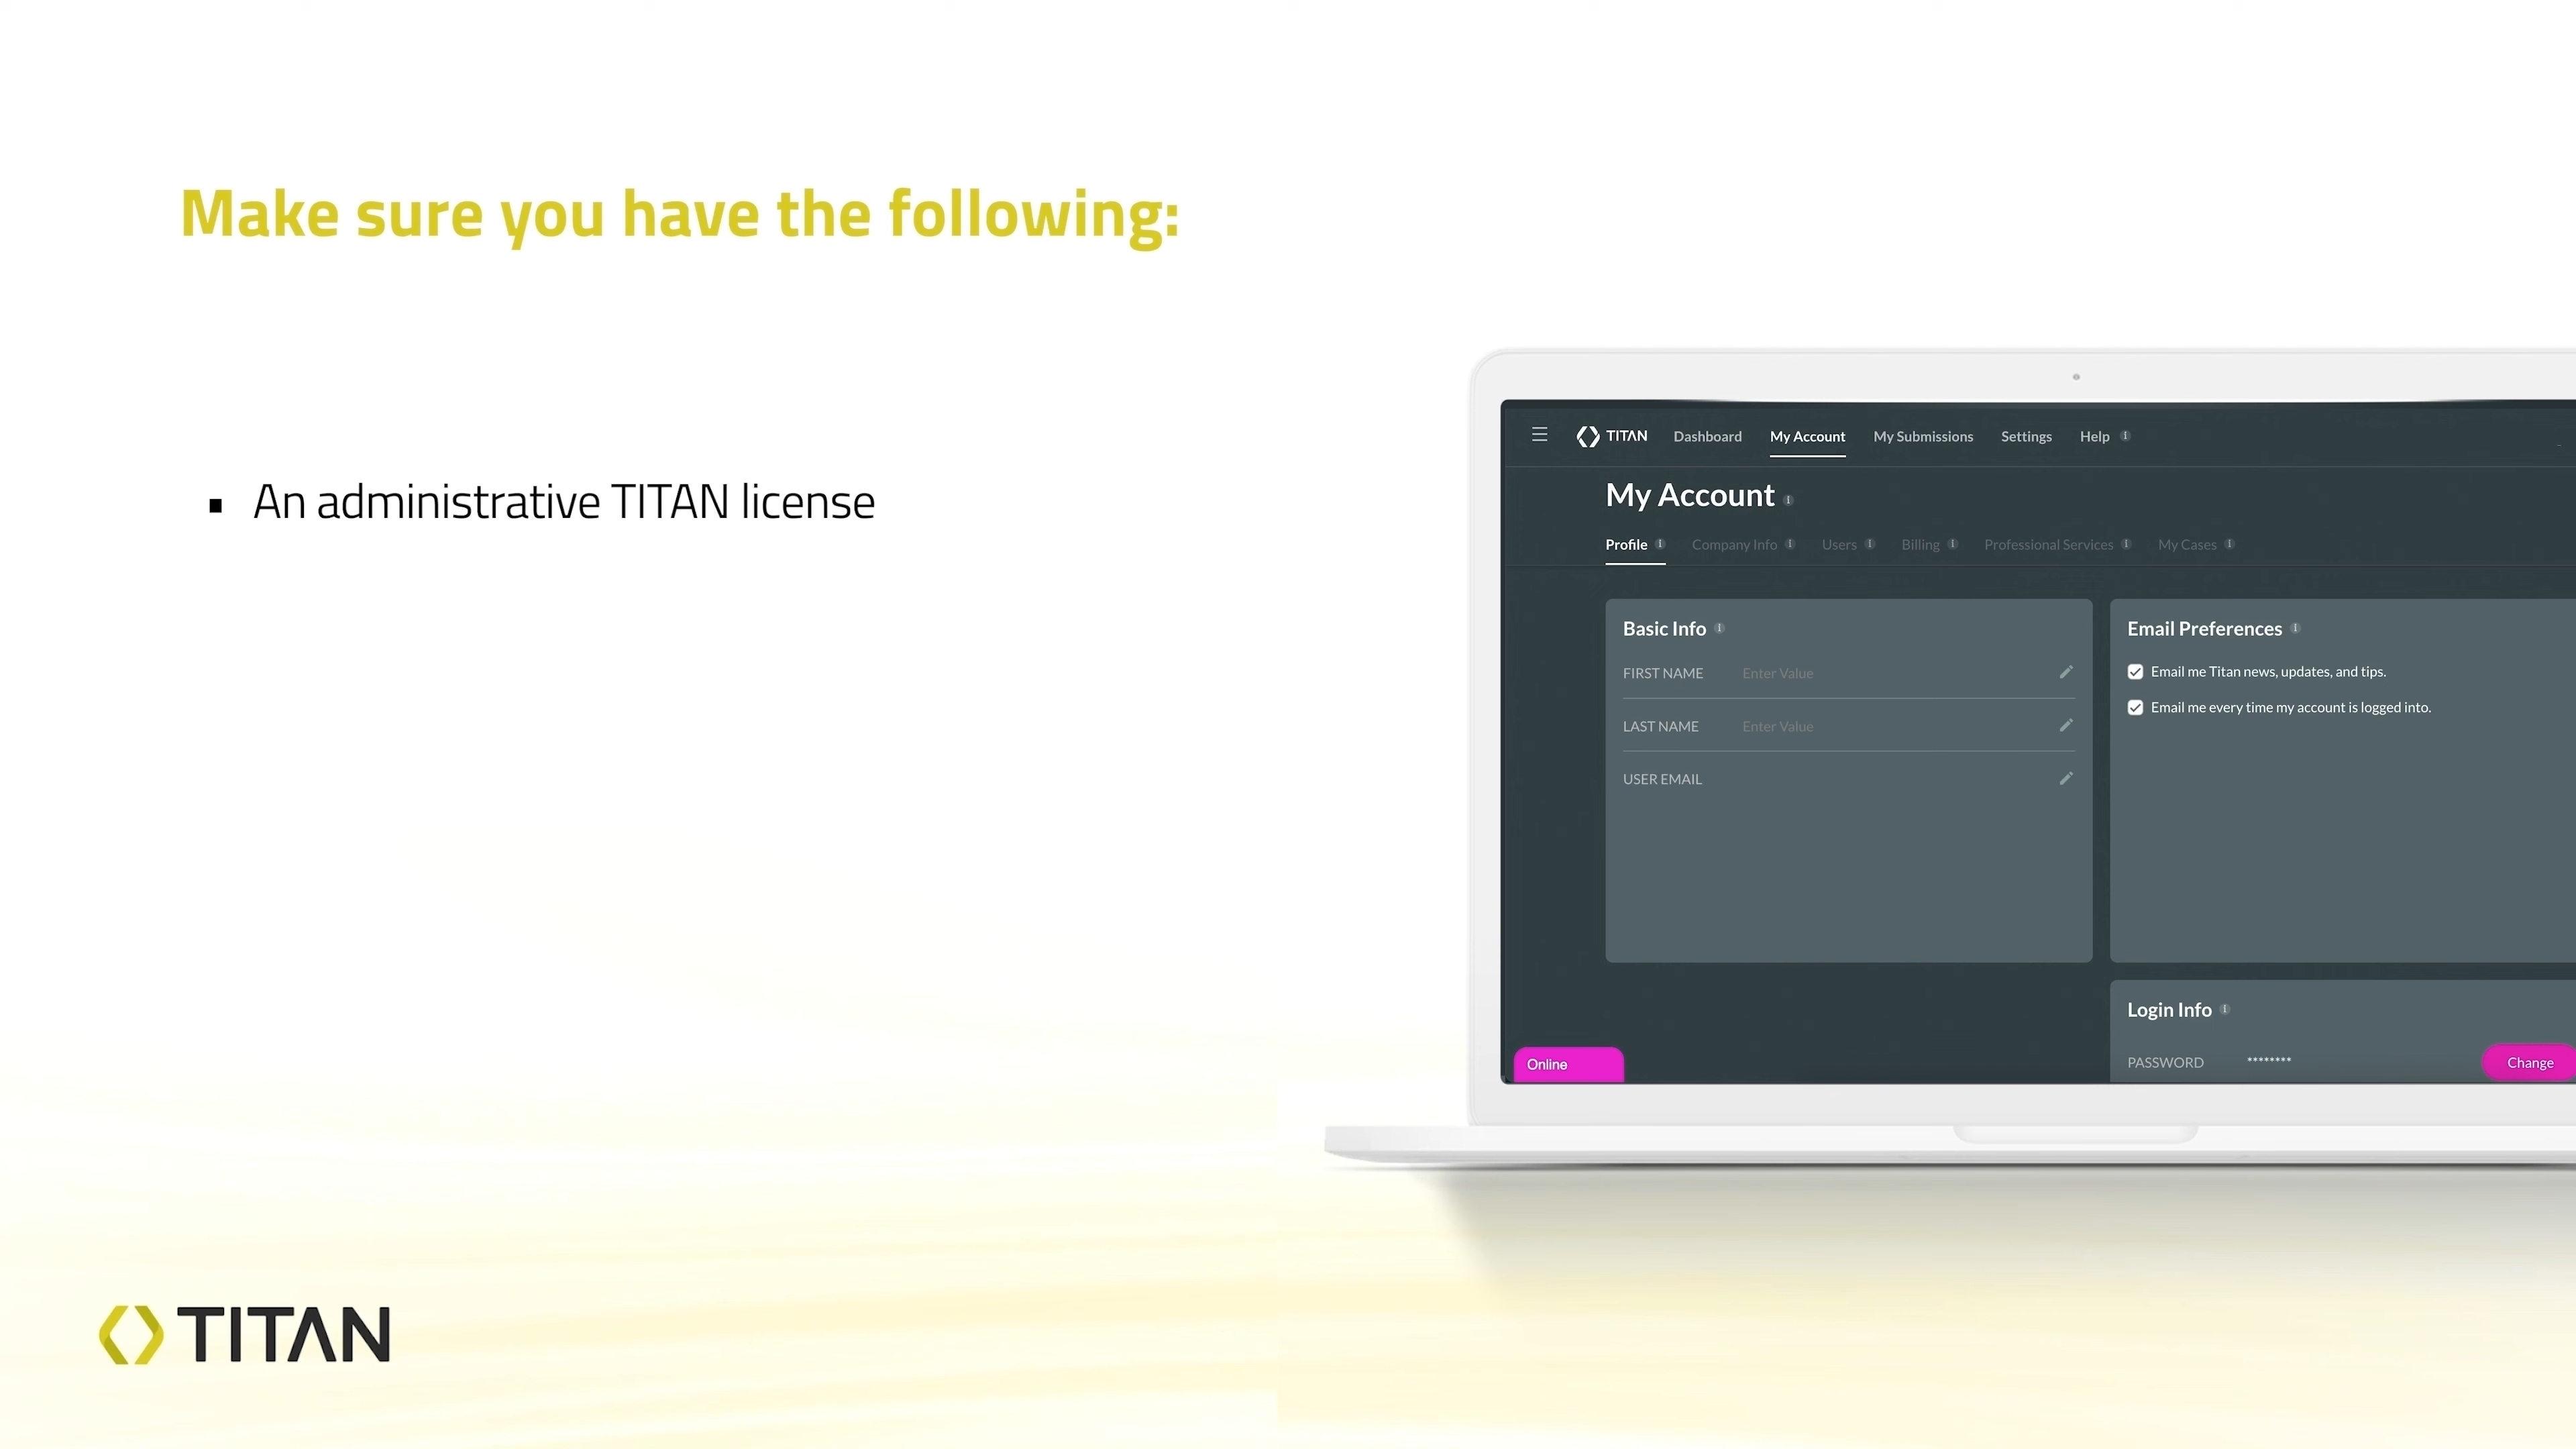 Make sure you have the following:
▪ An administrative TITAN license
TITAN Dashboard My Account My Submissions Settings Help
My Account
Profile Company Info Users Billing Professional Services My Cases
Basic Info
FIRST NAME Enter Value
LAST NAME Enter Value
USER EMAIL
Email Preferences
Email me Titan news, updates, and tips.
Email me every time my account is logged into.
Login Info
PASSWORD ******** Change
Online
TITAN